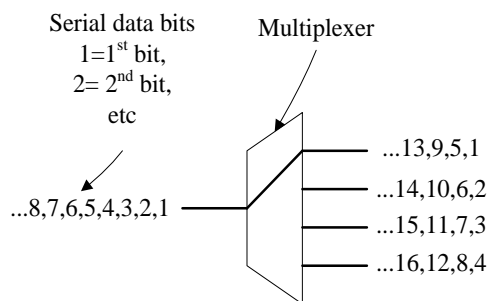 Serial data bits
1=1st bit,
2= 2nd bit,
etc
Multiplexer
...8,7,6,5,4,3,2,1
...13,9,5,1
...14,10,6,2
...15,11,7,3
...16,12,8,4